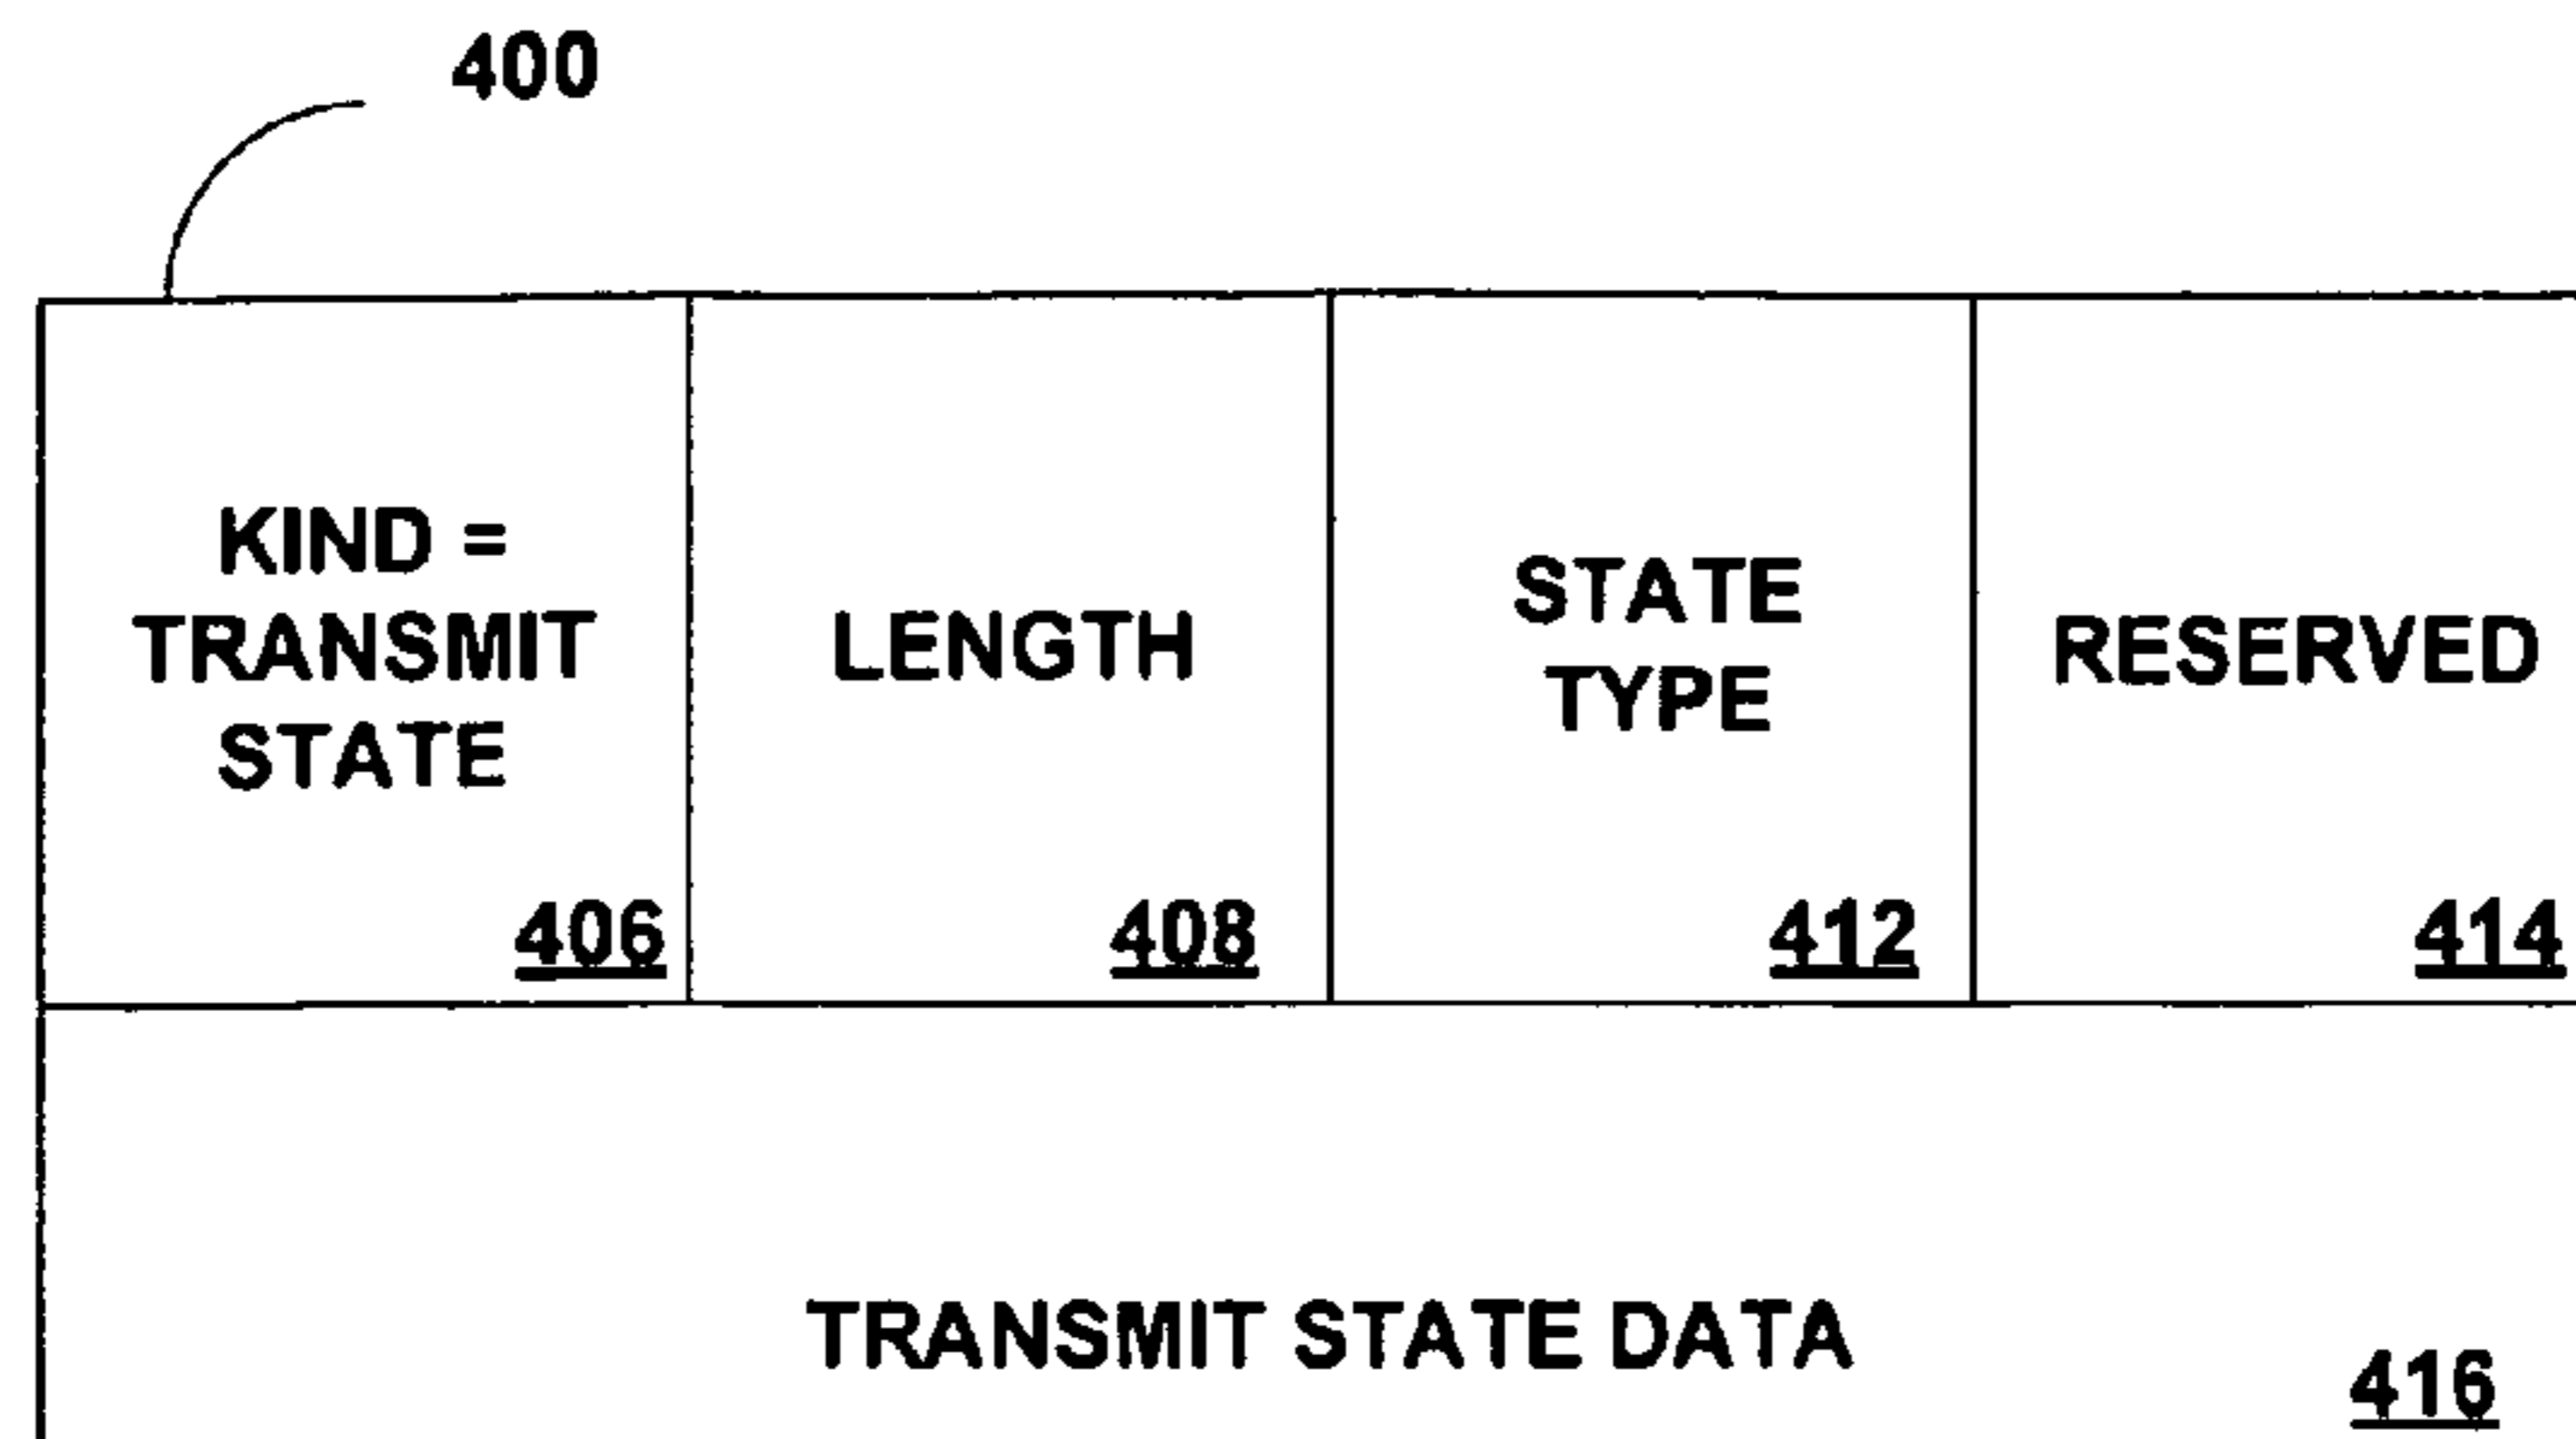 400
KIND =
TRANSMIT
STATE
406
LENGTH
408
STATE
TYPE
412
RESERVED
414
TRANSMIT STATE DATA
416